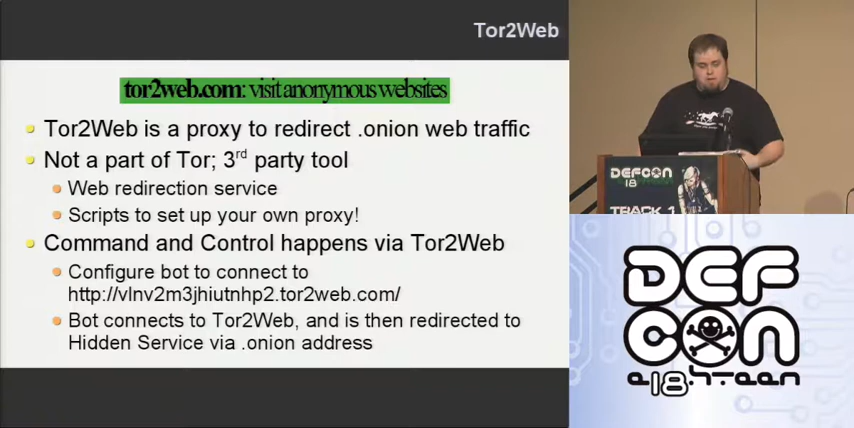 Tor2Web
tor2web.com: visit anonymous websites
Tor2Web is a proxy to redirect .onion web traffic
Not a part of Tor; 3rd party tool
Web redirection service
Scripts to set up your own proxy!
Command and Control happens via Tor2Web
Configure bot to connect to
http://vlnv2m3jhiutnhp2.tor2web.com/
Bot connects to Tor2Web, and is then redirected to
Hidden Service via .onion address
DEFCON
18
TRACK 1
DEF
CON
e18h-teen